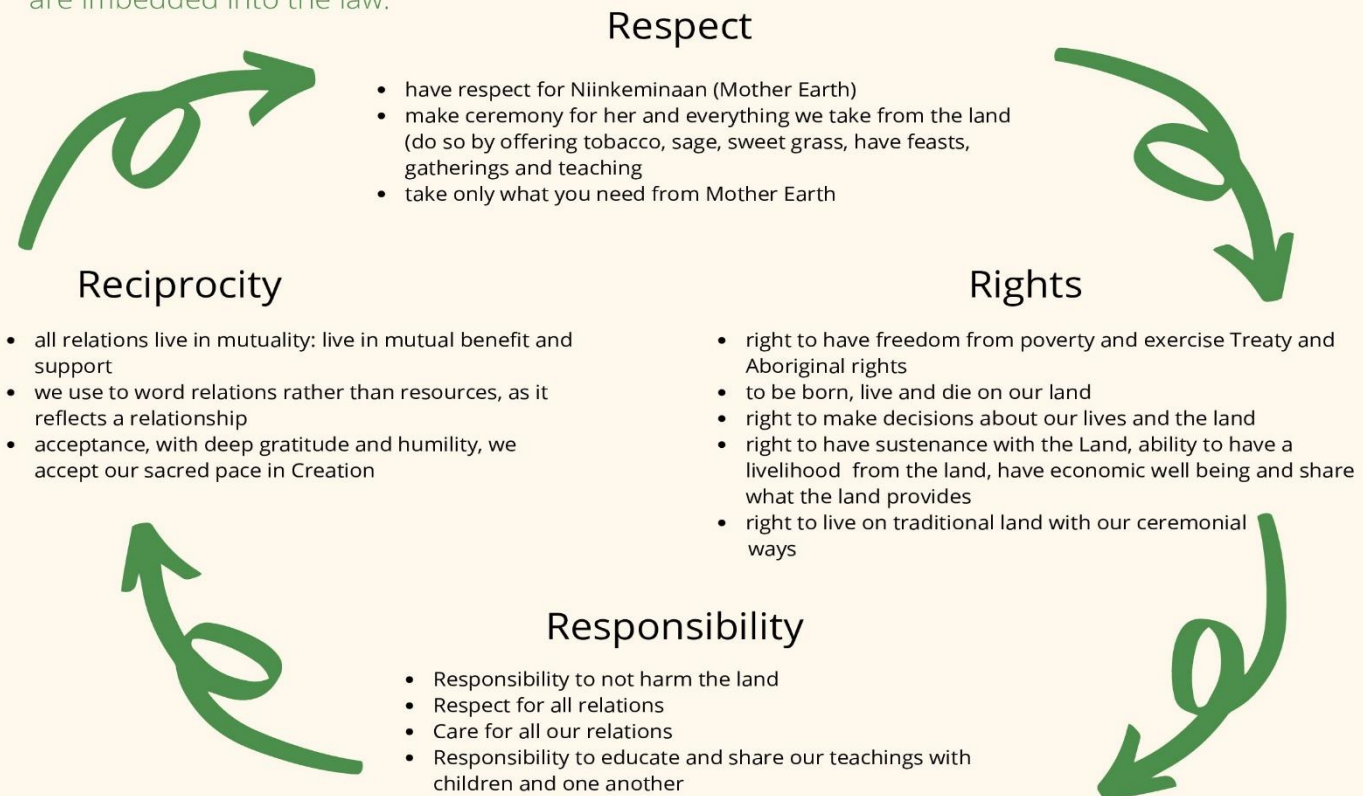 are imbedded into the law.
Respect
• have respect for Niinkeminaan (Mother Earth)
• make ceremony for her and everything we take from the land
(do so by offering tobacco, sage, sweet grass, have feasts,
gatherings and teaching
• take only what you need from Mother Earth
Rights
• right to have freedom from poverty and exercise Treaty and
Aboriginal rights
• to be born, live and die on our land
• right to make decisions about our lives and the land
• right to have sustenance with the Land, ability to have a
livelihood from the land, have economic well being and share
what the land provides
• right to live on traditional land with our ceremonial
ways
Responsibility
• Responsibility to not harm the land
• Respect for all relations
• Care for all our relations
• Responsibility to educate and share our teachings with
children and one another
Reciprocity
• all relations live in mutuality: live in mutual benefit and
support
• we use to word relations rather than resources, as it
reflects a relationship
• acceptance, with deep gratitude and humility, we
accept our sacred pace in Creation